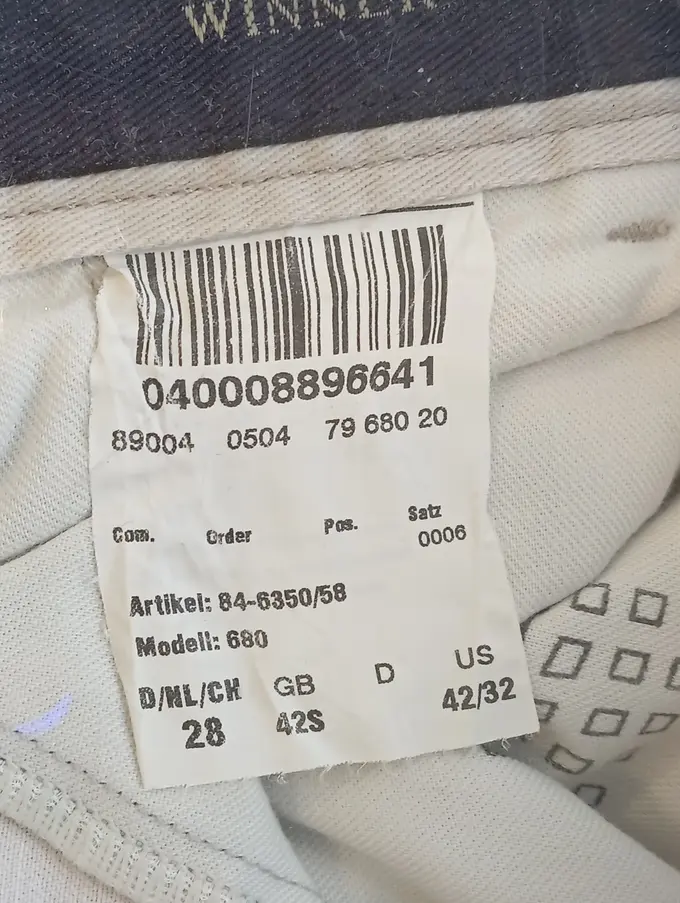 WINNER
040008896641
89004 0504 79 680 20
Com. Order Pos. Satz
0006
Artikel: 84-6350/58
Modell: 680
D/NL/CH GB D US
28 42S 42/32